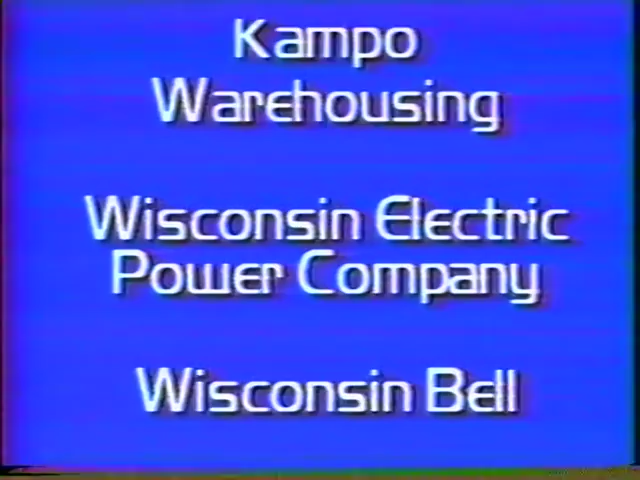 Kampo
Warehousing
Wisconsin Electric
Power Company
Wisconsin Bell